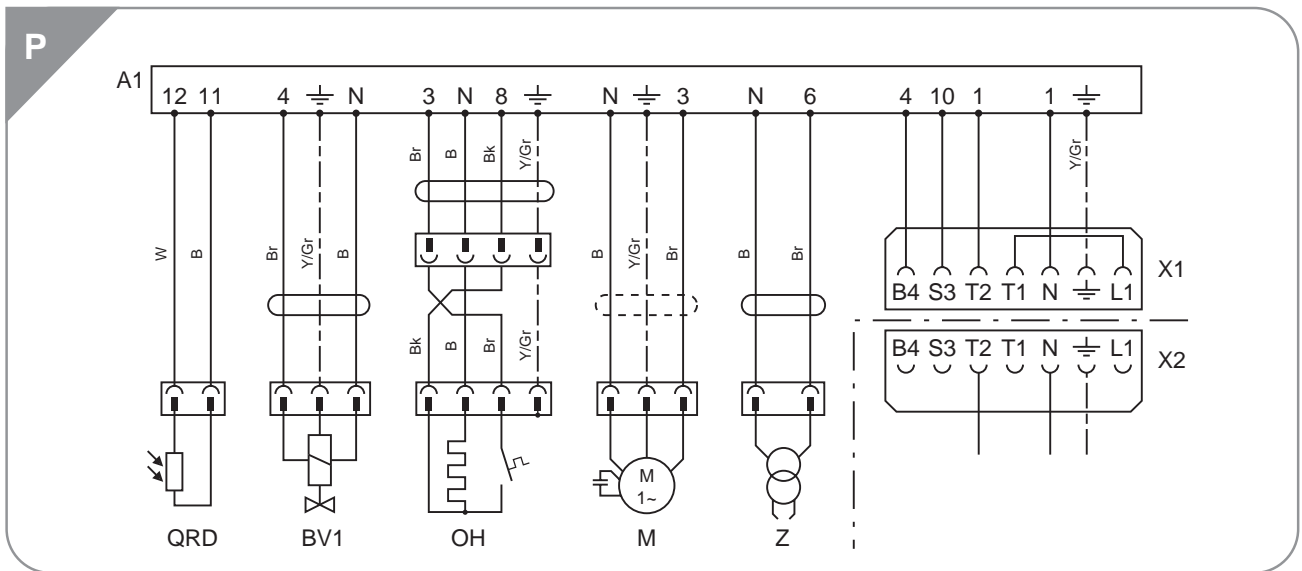 P
A1
12 11 4 N 3 N 8 N 3 N 6 4 10 1 1
Br B Bk Y/Gr Y/Gr
W B Br Y/Gr B B Y/Gr Br B Br
X1
B4 S3 T2 T1 N L1
B4 S3 T2 T1 N L1
X2
Bk B Br Y/Gr
M
1~
QRD BV1 OH M Z